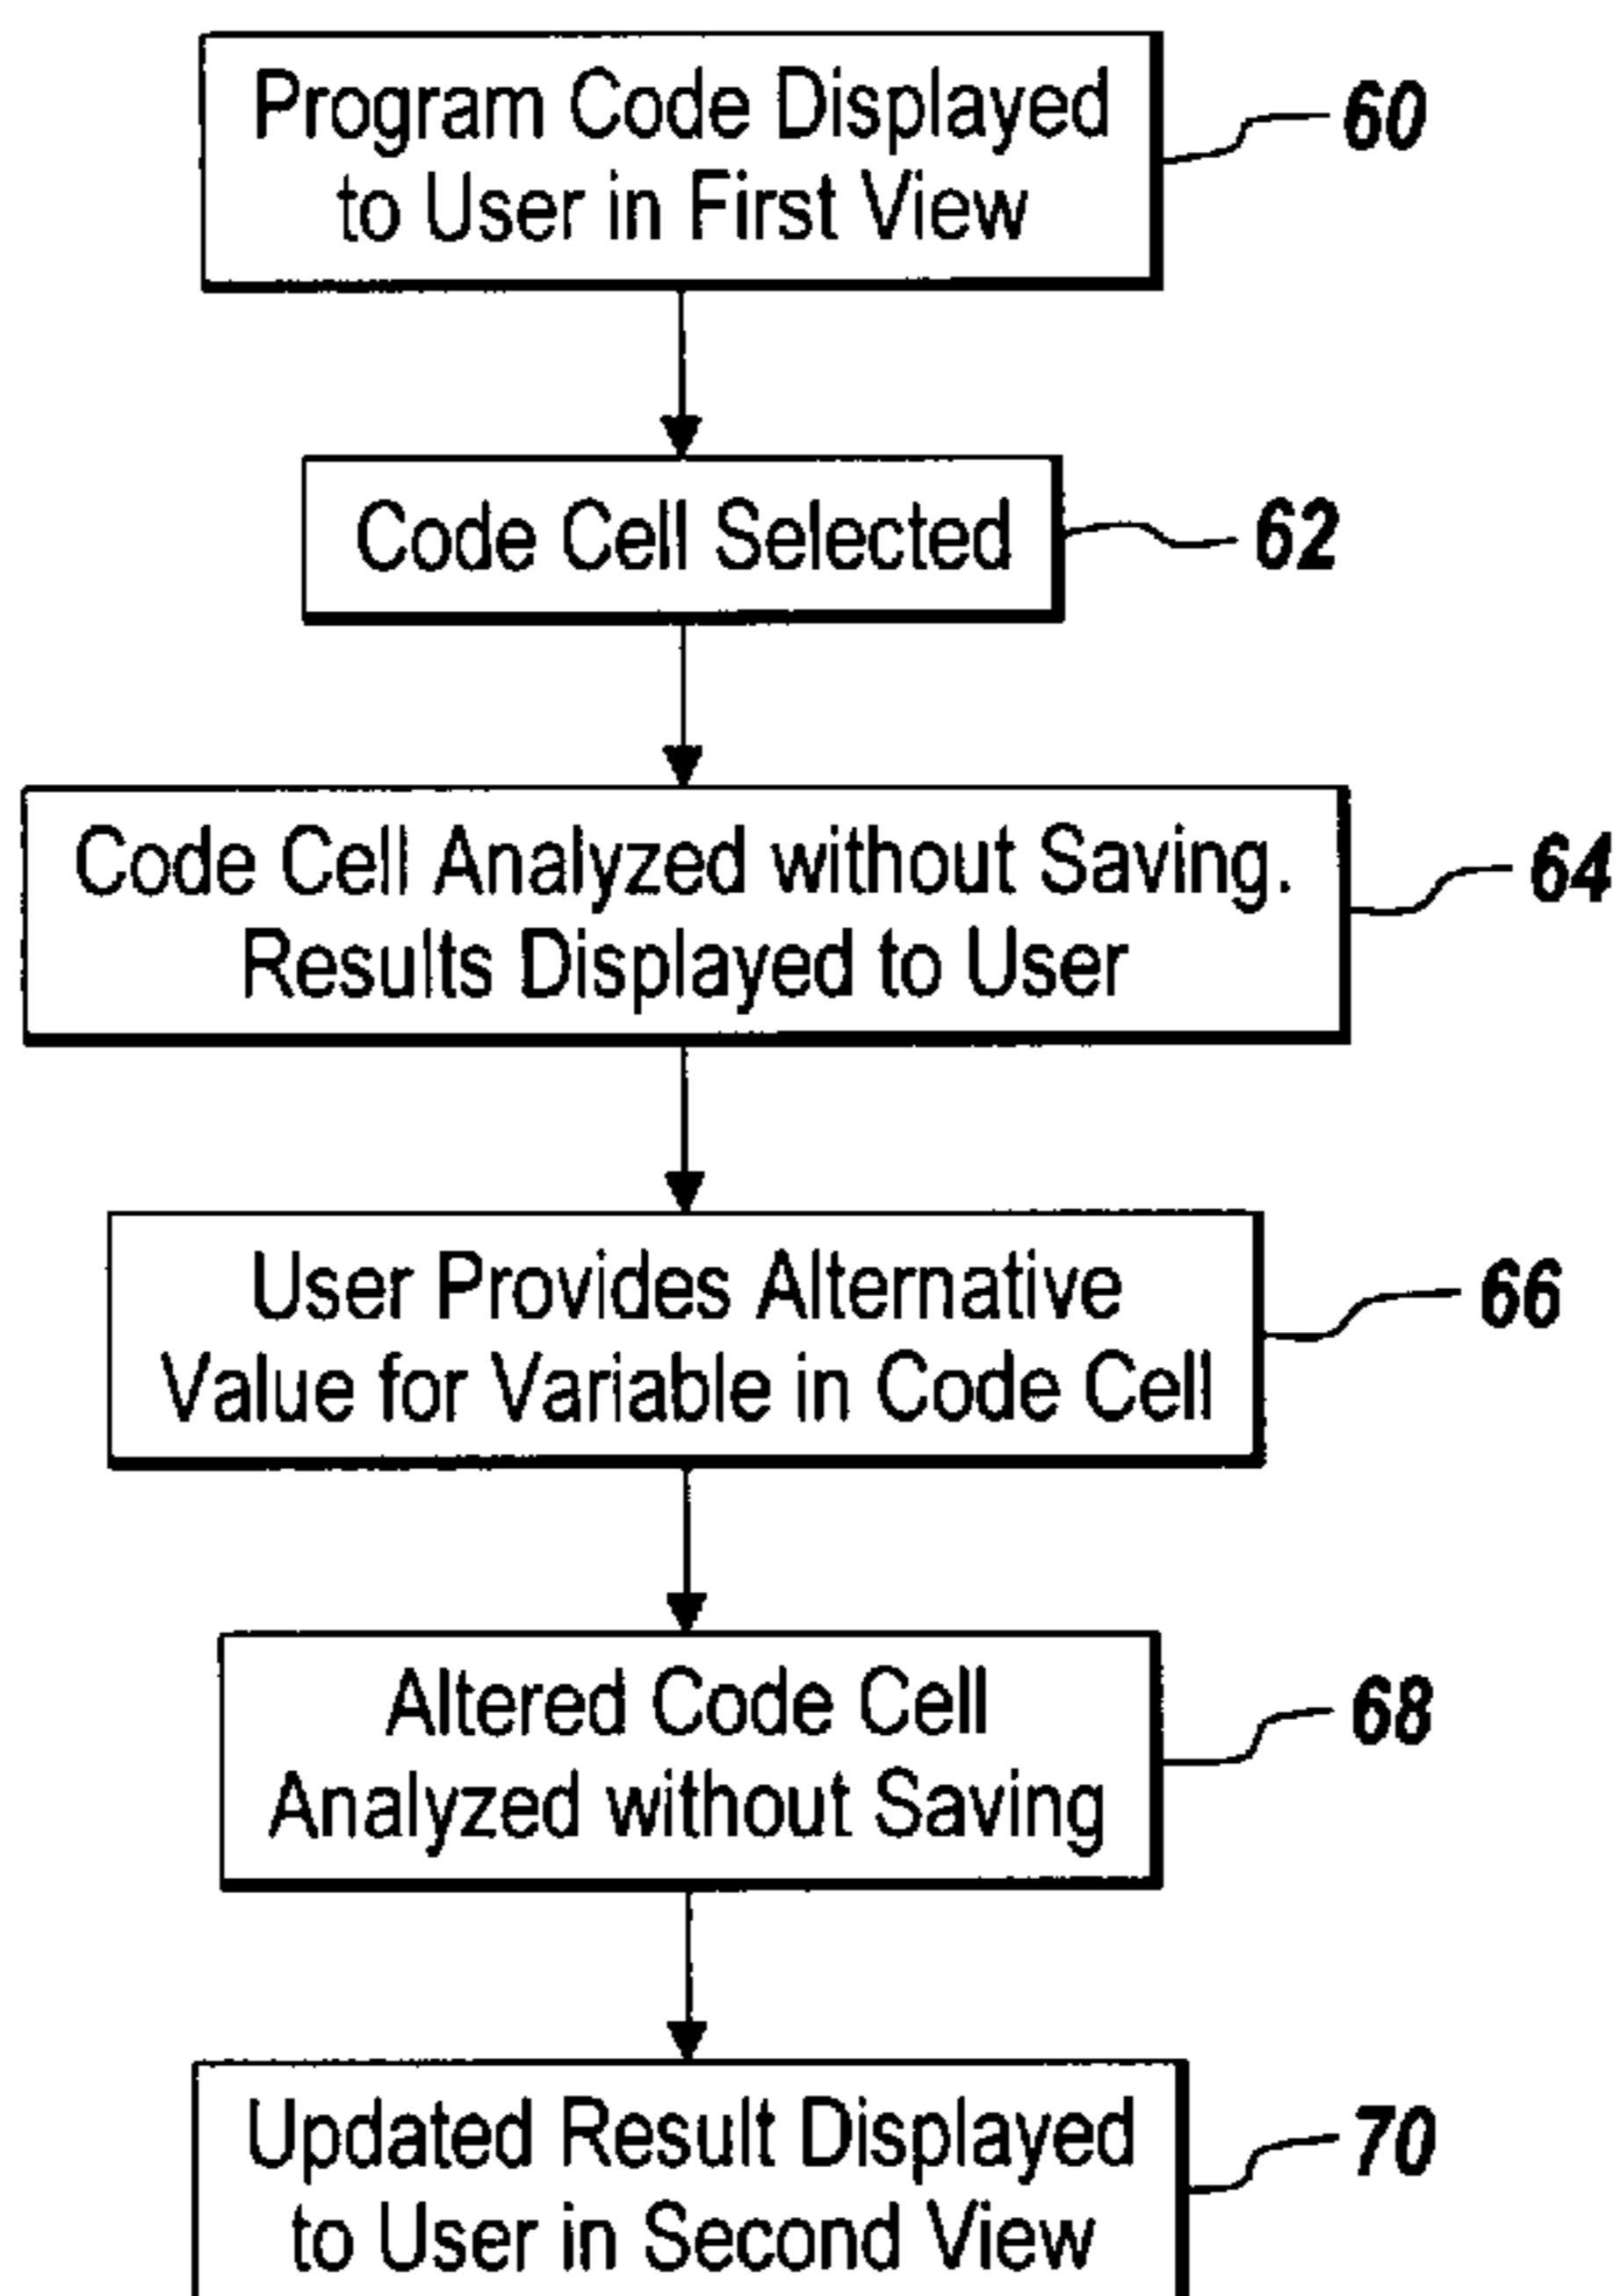 Program Code Displayed
to User in First View
60
Code Cell Selected
62
Code Cell Analyzed without Saving.
Results Displayed to User
64
User Provides Alternative
Value for Variable in Code Cell
66
Altered Code Cell
Analyzed without Saving
68
Updated Result Displayed
to User in Second View
70